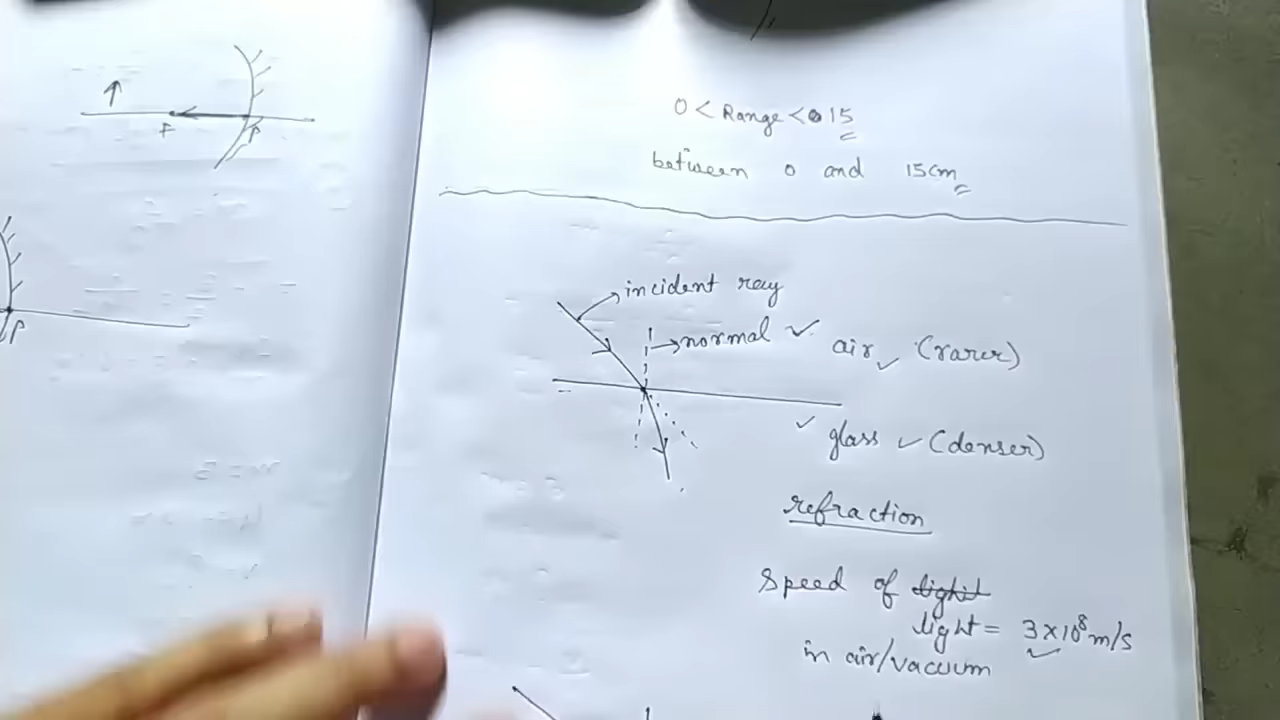 F
P
P
0 < Range < 15
between 0 and 15cm
incident ray
normal
air (rarer)
glass (denser)
refraction
Speed of light
light = 3×10⁸ m/s
in air/vacuum